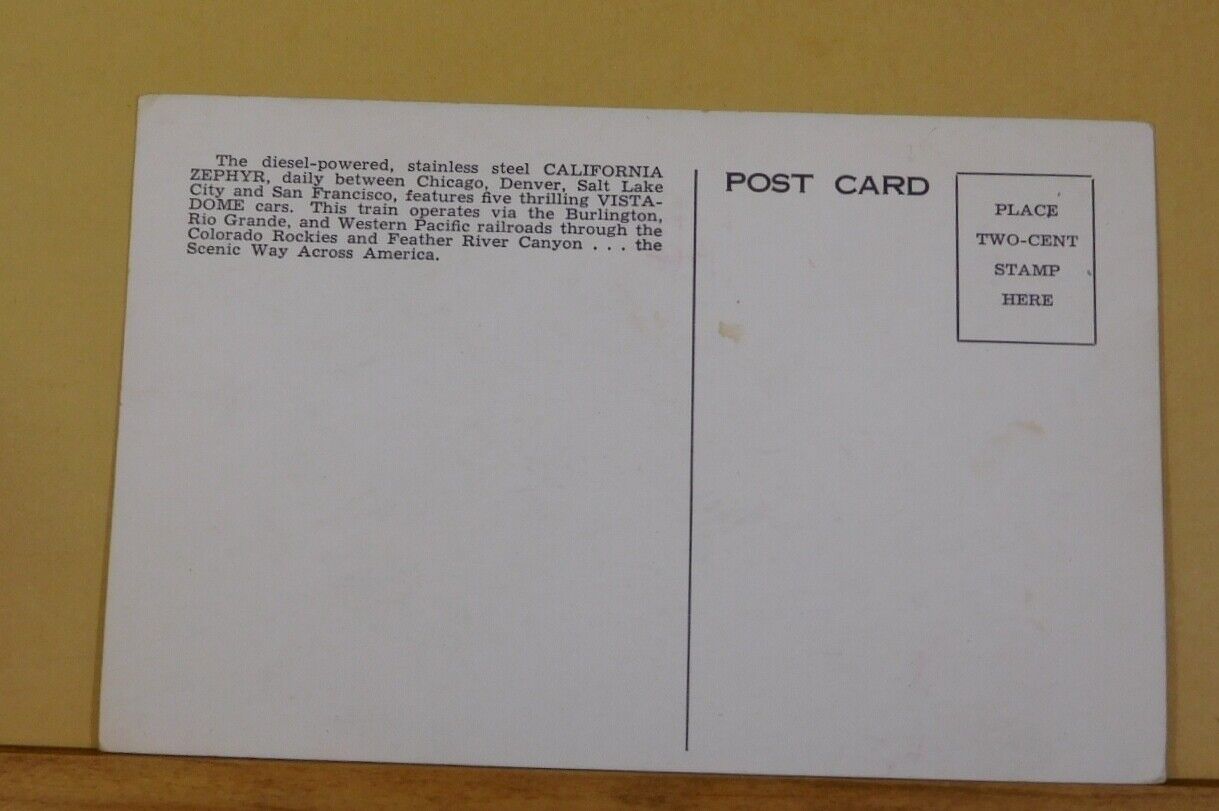 The diesel-powered, stainless steel CALIFORNIA
ZEPHYR, daily between Chicago, Denver, Salt Lake
City and San Francisco, features five thrilling VISTA-
DOME cars. This train operates via the Burlington,
Rio Grande, and Western Pacific railroads through the
Colorado Rockies and Feather River Canyon . . . the
Scenic Way Across America.
POST CARD
PLACE
TWO-CENT
STAMP
HERE